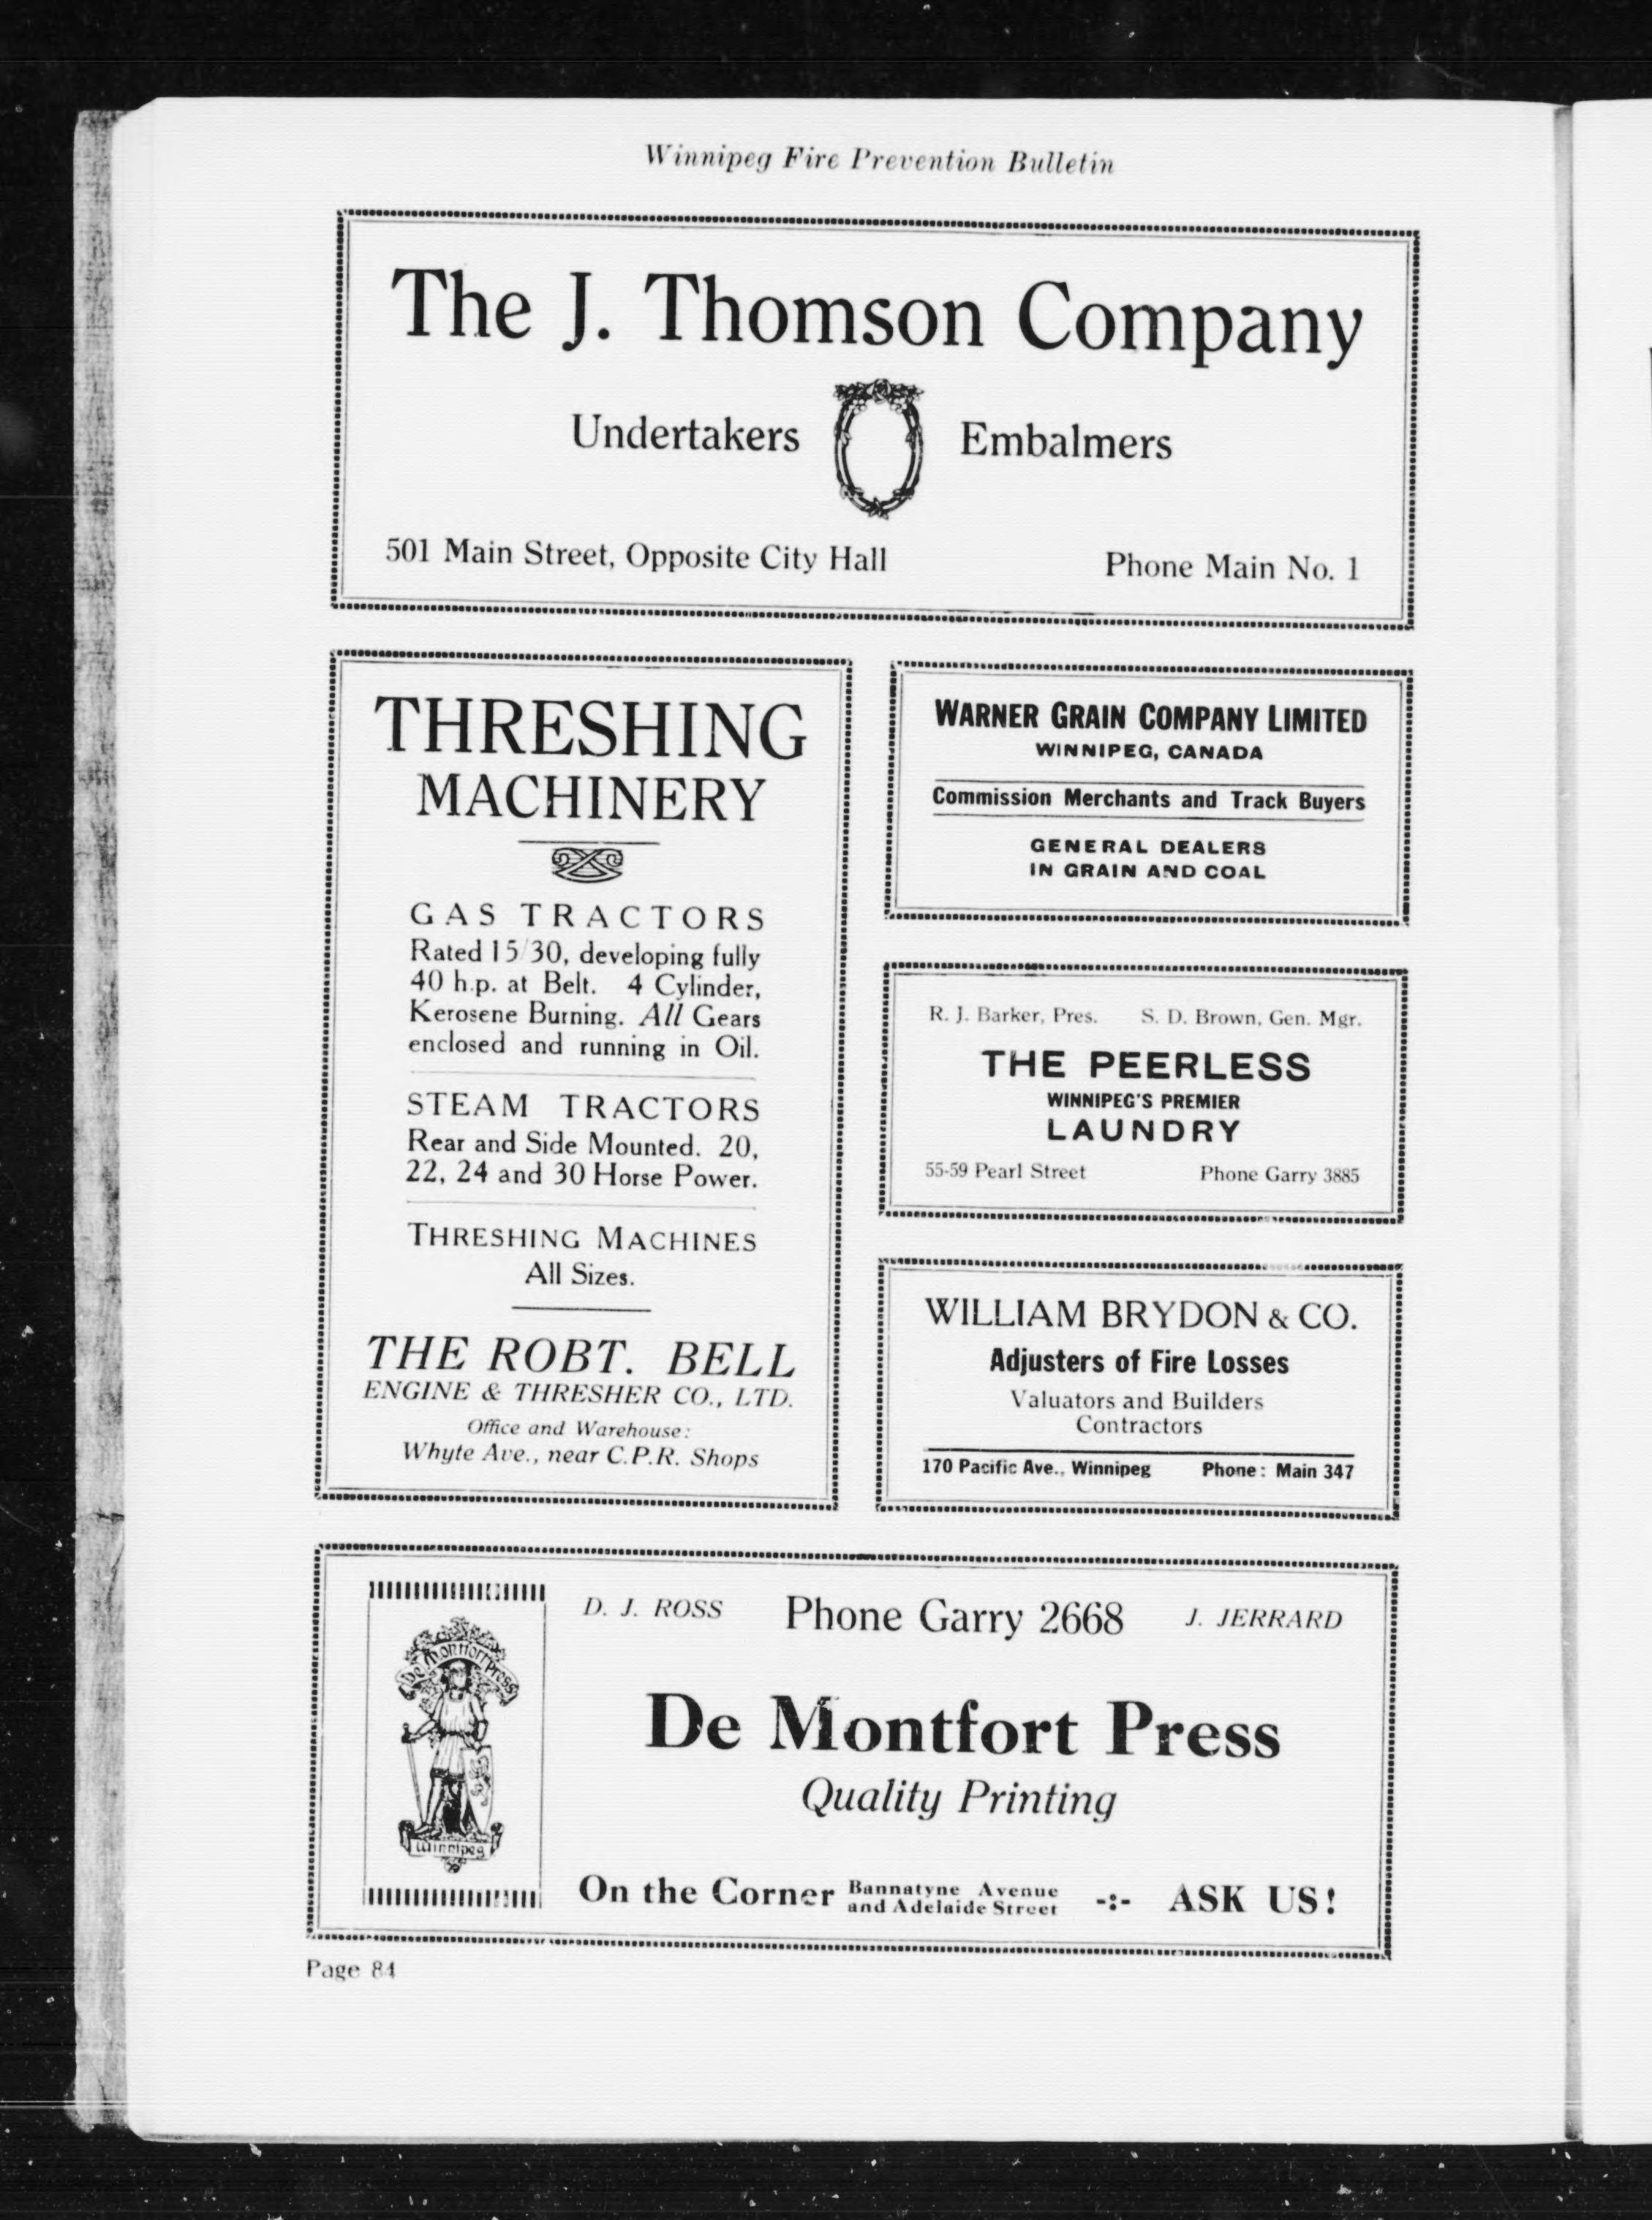 Winnipeg Fire Prevention Bulletin
The J. Thomson Company
Undertakers Embalmers
501 Main Street, Opposite City Hall Phone Main No. 1
THRESHING
MACHINERY
GAS TRACTORS
Rated 15/30, developing fully
40 h.p. at Belt. 4 Cylinder,
Kerosene Burning. All Gears
enclosed and running in Oil.
STEAM TRACTORS
Rear and Side Mounted. 20,
22, 24 and 30 Horse Power.
THRESHING MACHINES
All Sizes.
THE ROBT. BELL
ENGINE & THRESHER CO., LTD.
Office and Warehouse:
Whyte Ave., near C.P.R. Shops
WARNER GRAIN COMPANY LIMITED
WINNIPEG, CANADA
Commission Merchants and Track Buyers
GENERAL DEALERS
IN GRAIN AND COAL
R. J. Barker, Pres. S. D. Brown, Gen. Mgr.
THE PEERLESS
WINNIPEG'S PREMIER
LAUNDRY
55-59 Pearl Street Phone Garry 3885
WILLIAM BRYDON & CO.
Adjusters of Fire Losses
Valuators and Builders
Contractors
170 Pacific Ave., Winnipeg Phone: Main 347
De Montfort Press
Winnipeg
D. J. ROSS Phone Garry 2668 J. JERRARD
De Montfort Press
Quality Printing
On the Corner Bannatyne Avenue
and Adelaide Street -:- ASK US!
Page 84